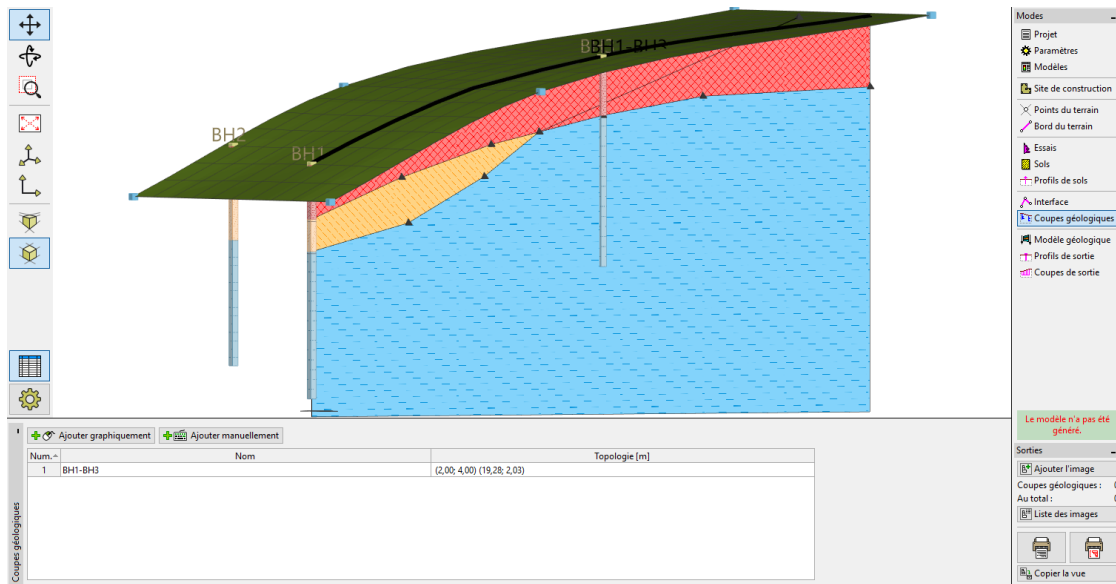 BH1-BH3
BH2
BH1
Ajouter graphiquement
Ajouter manuellement
Num.
Nom
Topologie [m]
1
BH1-BH3
(2,00; 4,00) (19,28; 2,03)
Coupes géologiques
Modes
Projet
Paramètres
Modèles
Site de construction
Points du terrain
Bord du terrain
Essais
Sols
Profils de sols
Interface
Coupes géologiques
Modèle géologique
Profils de sortie
Coupes de sortie
Le modèle n'a pas été
généré.
Sorties
Ajouter l'image
Coupes géologiques :
Au total :
Liste des images
Copier la vue